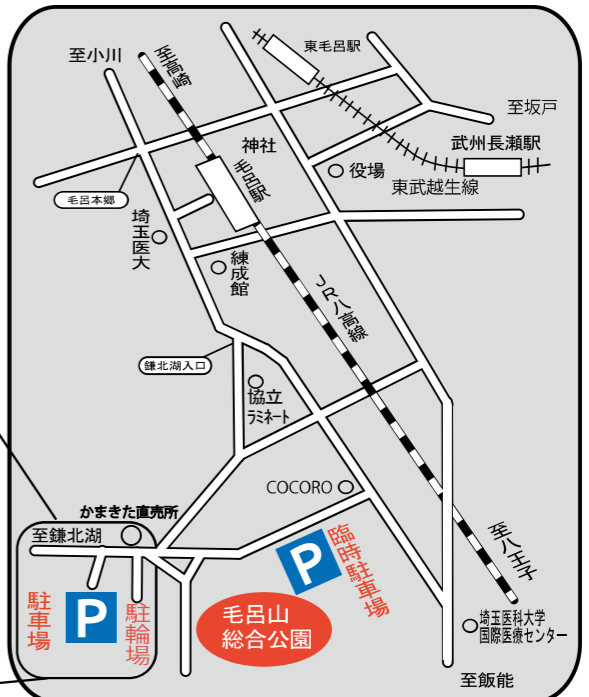 東毛呂駅
至小川
至高崎
至坂戸
神社
武州長瀬駅
役場
毛呂駅
東武越生線
毛呂本郷
埼玉医大
練成館
JR八高線
鎌北湖入口
協立
ラミネート
COCORO
かまきた直売所
至鎌北湖
臨時駐車場
P
至八王子
駐車場
P
駐輪場
毛呂山
総合公園
埼玉医科大学
国際医療センター
至飯能